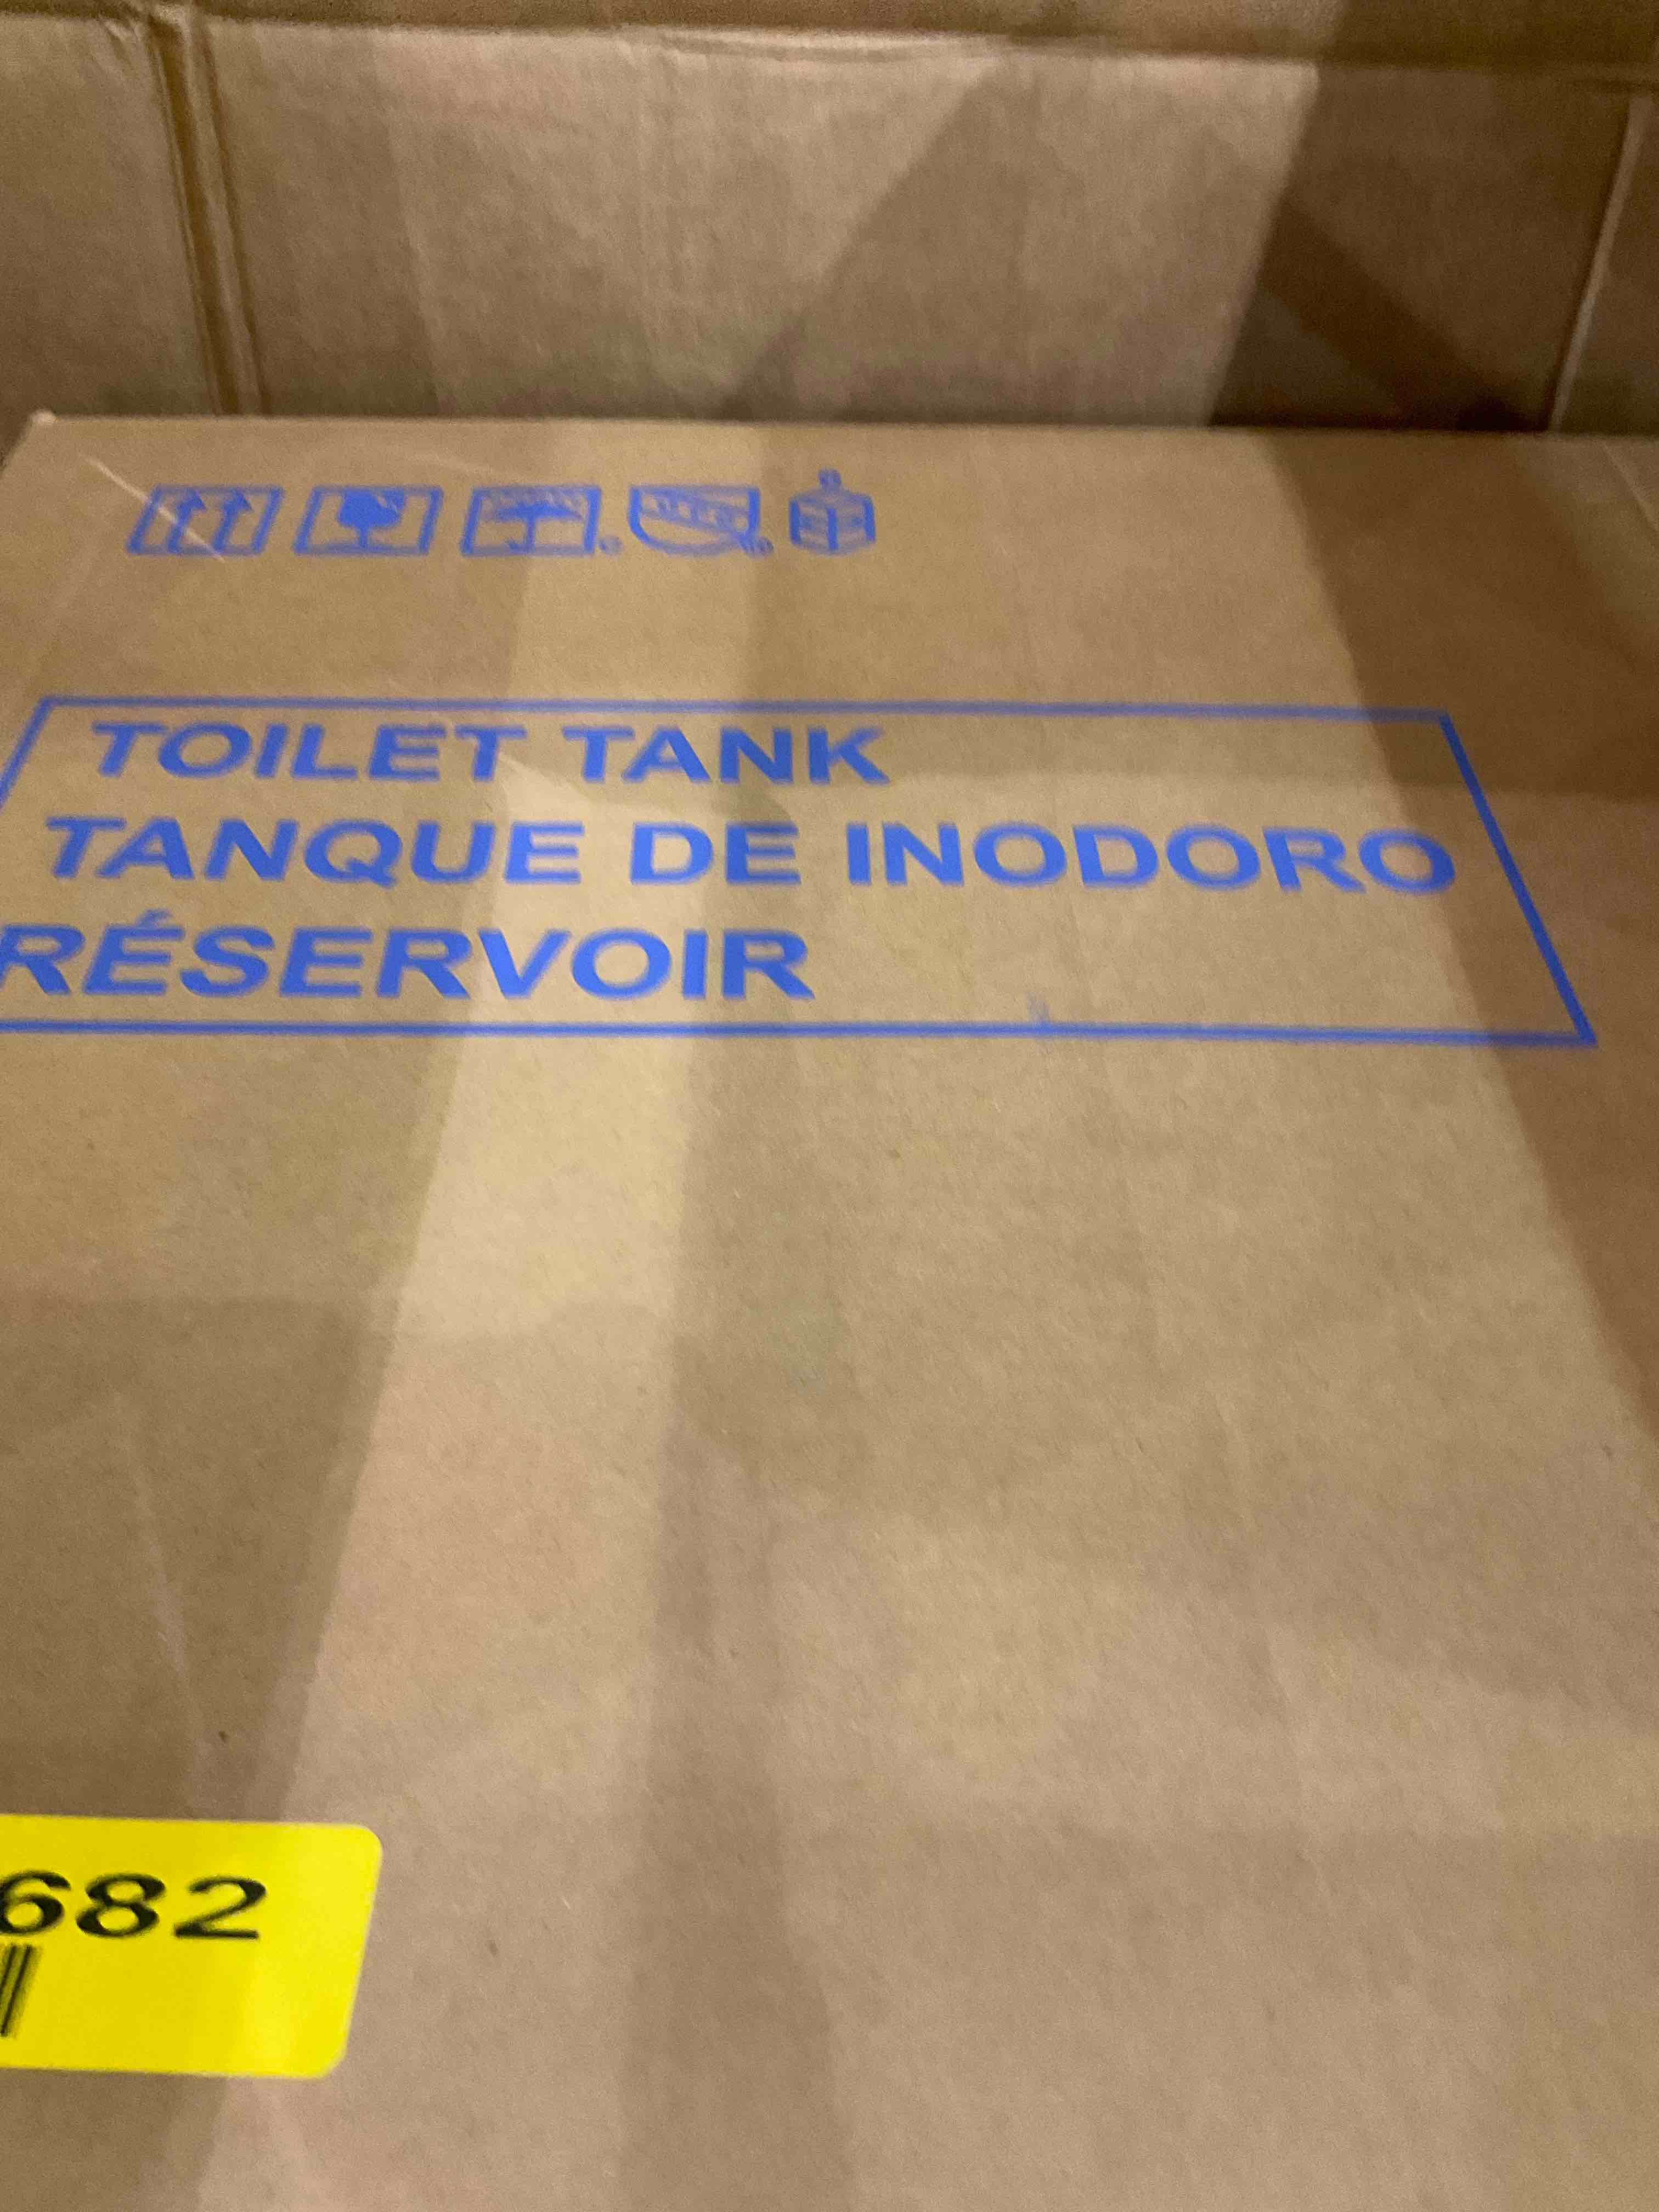 TOILET TANK
TANQUE DE INODORO
RÉSERVOIR
682